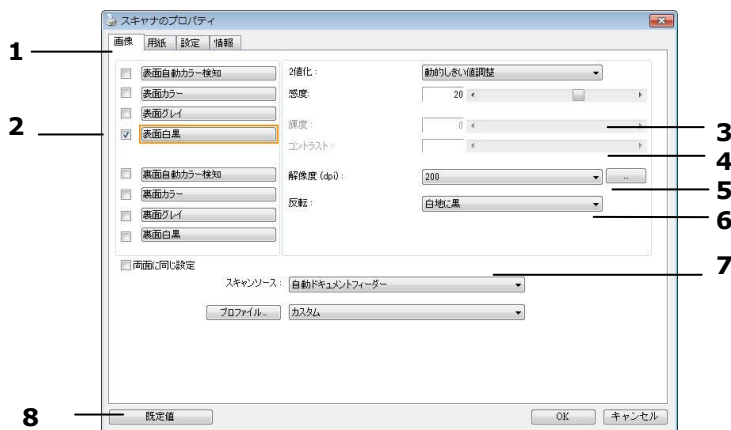 スキャナのプロパティ
画像 用紙 設定 情報
1
表面自動カラー検知
表面カラー
表面グレイ
表面白黒
2
裏面自動カラー検知
裏面カラー
裏面グレイ
裏面白黒
2値化: 動的しきい値調整
感度: 20
輝度: 0
3
コントラスト:
4
解像度 (dpi): 200 ..
5
反転: 白地に黒
6
両面に同じ設定
7
スキャンソース: 自動ドキュメントフィーダー
プロファイル... カスタム
8
既定値 OK キャンセル